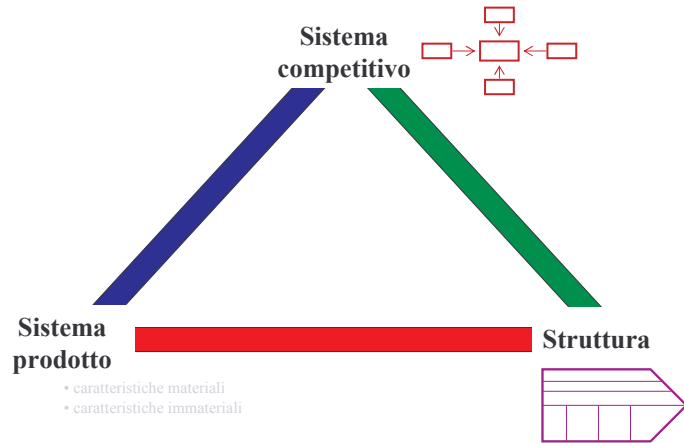 Sistema
competitivo
Sistema
prodotto
Struttura
• caratteristiche materiali
• caratteristiche immateriali